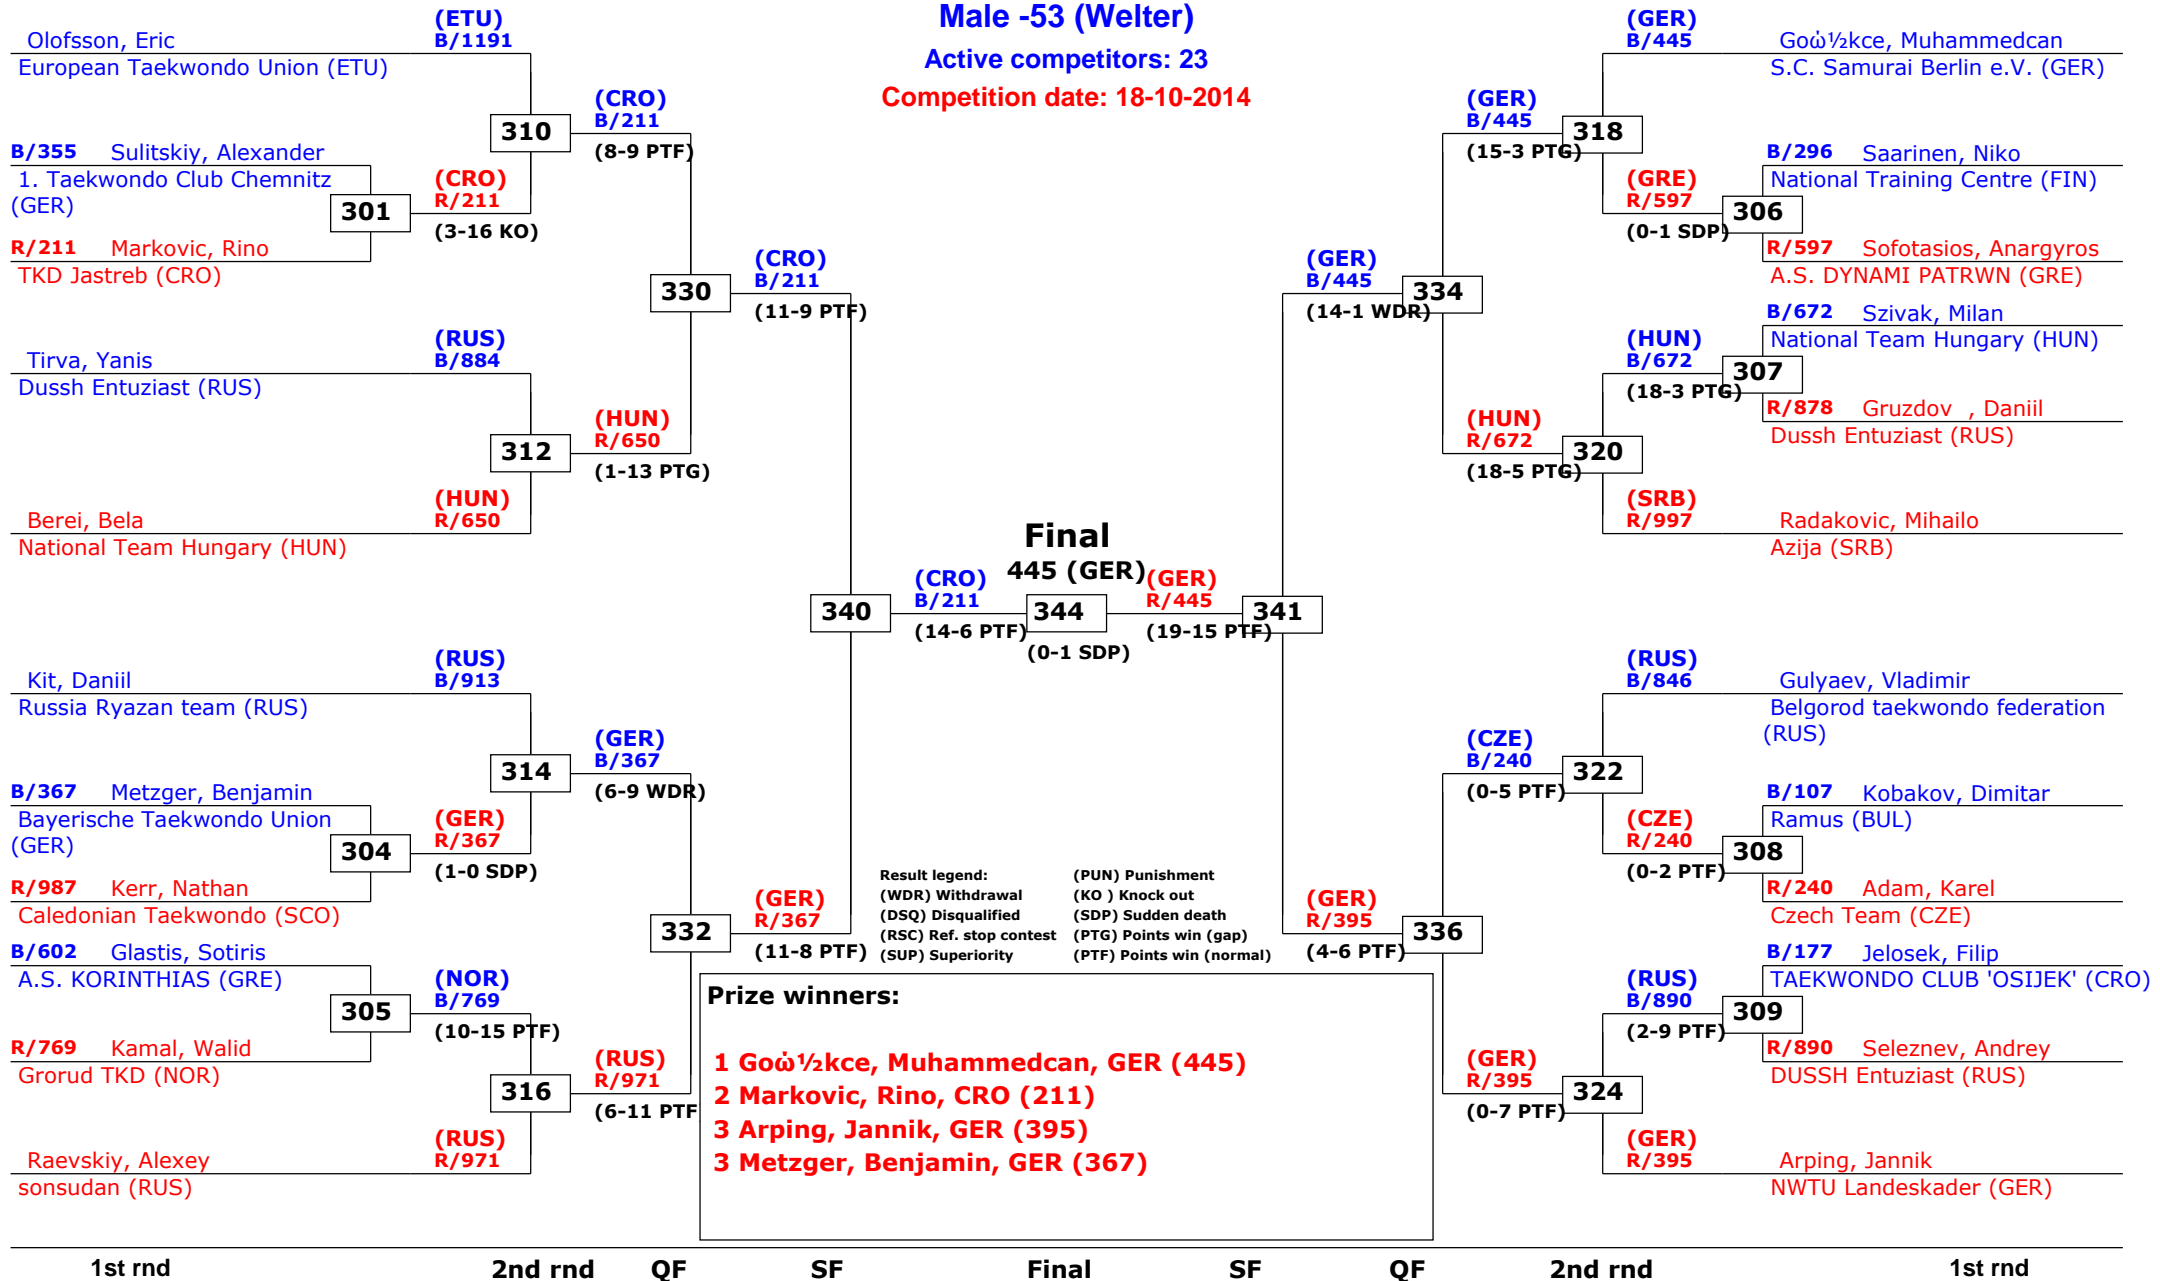 Male -53 (Welter)
Active competitors: 23
Competition date: 18-10-2014
Olofsson, Eric
European Taekwondo Union (ETU)
(ETU)
B/1191
310
B/355 Sulitskiy, Alexander
1. Taekwondo Club Chemnitz
(GER)
301
R/211 Markovic, Rino
TKD Jastreb (CRO)
(CRO)
R/211
(3-16 KO)
(CRO)
B/211
(8-9 PTF)
330
Tirva, Yanis
Dussh Entuziast (RUS)
(RUS)
B/884
312
Berei, Bela
National Team Hungary (HUN)
(HUN)
R/650
(HUN)
R/650
(1-13 PTG)
(CRO)
B/211
(11-9 PTF)
340
Kit, Daniil
Russia Ryazan team (RUS)
(RUS)
B/913
314
B/367 Metzger, Benjamin
Bayerische Taekwondo Union
(GER)
304
R/987 Kerr, Nathan
Caledonian Taekwondo (SCO)
(GER)
R/367
(1-0 SDP)
(GER)
B/367
(6-9 WDR)
332
B/602 Glastis, Sotiris
A.S. KORINTHIAS (GRE)
305
R/769 Kamal, Walid
Grorud TKD (NOR)
(NOR)
B/769
(10-15 PTF)
316
Raevskiy, Alexey
sonsudan (RUS)
(RUS)
R/971
(RUS)
R/971
(6-11 PTF
(GER)
R/367
(11-8 PTF)
(CRO)
B/211
(14-6 PTF)
Final
445 (GER)
344
(0-1 SDP)
(GER)
R/445
(19-15 PTF)
341
(GER)
B/445
(14-1 WDR)
334
(GER)
B/445
(15-3 PTG)
318
(GER)
B/445
Goώ½kce, Muhammedcan
S.C. Samurai Berlin e.V. (GER)
(GRE)
R/597
(0-1 SDP)
306
B/296 Saarinen, Niko
National Training Centre (FIN)
R/597 Sofotasios, Anargyros
A.S. DYNAMI PATRWN (GRE)
(HUN)
R/672
(18-5 PTG)
320
(HUN)
B/672
(18-3 PTG)
307
B/672 Szivak, Milan
National Team Hungary (HUN)
R/878 Gruzdov , Daniil
Dussh Entuziast (RUS)
(SRB)
R/997
Radakovic, Mihailo
Azija (SRB)
(GER)
R/395
(4-6 PTF)
336
(CZE)
B/240
(0-5 PTF)
322
(RUS)
B/846
Gulyaev, Vladimir
Belgorod taekwondo federation
(RUS)
(CZE)
R/240
(0-2 PTF)
308
B/107 Kobakov, Dimitar
Ramus (BUL)
R/240 Adam, Karel
Czech Team (CZE)
(GER)
R/395
(0-7 PTF)
324
(RUS)
B/890
(2-9 PTF)
309
B/177 Jelosek, Filip
TAEKWONDO CLUB 'OSIJEK' (CRO)
R/890 Seleznev, Andrey
DUSSH Entuziast (RUS)
(GER)
R/395
Arping, Jannik
NWTU Landeskader (GER)
Result legend: (PUN) Punishment
(WDR) Withdrawal (KO ) Knock out
(DSQ) Disqualified (SDP) Sudden death
(RSC) Ref. stop contest (PTG) Points win (gap)
(SUP) Superiority (PTF) Points win (normal)
Prize winners:
1 Goώ½kce, Muhammedcan, GER (445)
2 Markovic, Rino, CRO (211)
3 Arping, Jannik, GER (395)
3 Metzger, Benjamin, GER (367)
1st rnd 2nd rnd QF SF Final SF QF 2nd rnd 1st rnd